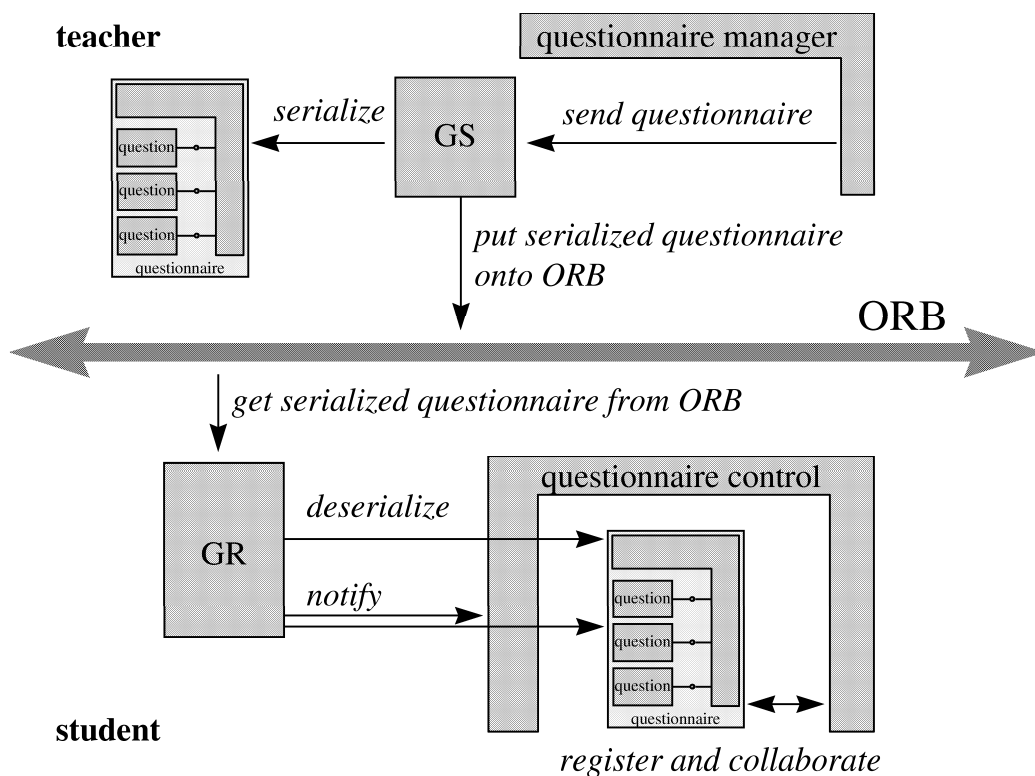 teacher
questionnaire manager
serialize
GS
send questionnaire
question
question
question
questionnaire
put serialized questionnaire
onto ORB
ORB
get serialized questionnaire from ORB
questionnaire control
deserialize
GR
notify
question
question
question
questionnaire
student
register and collaborate